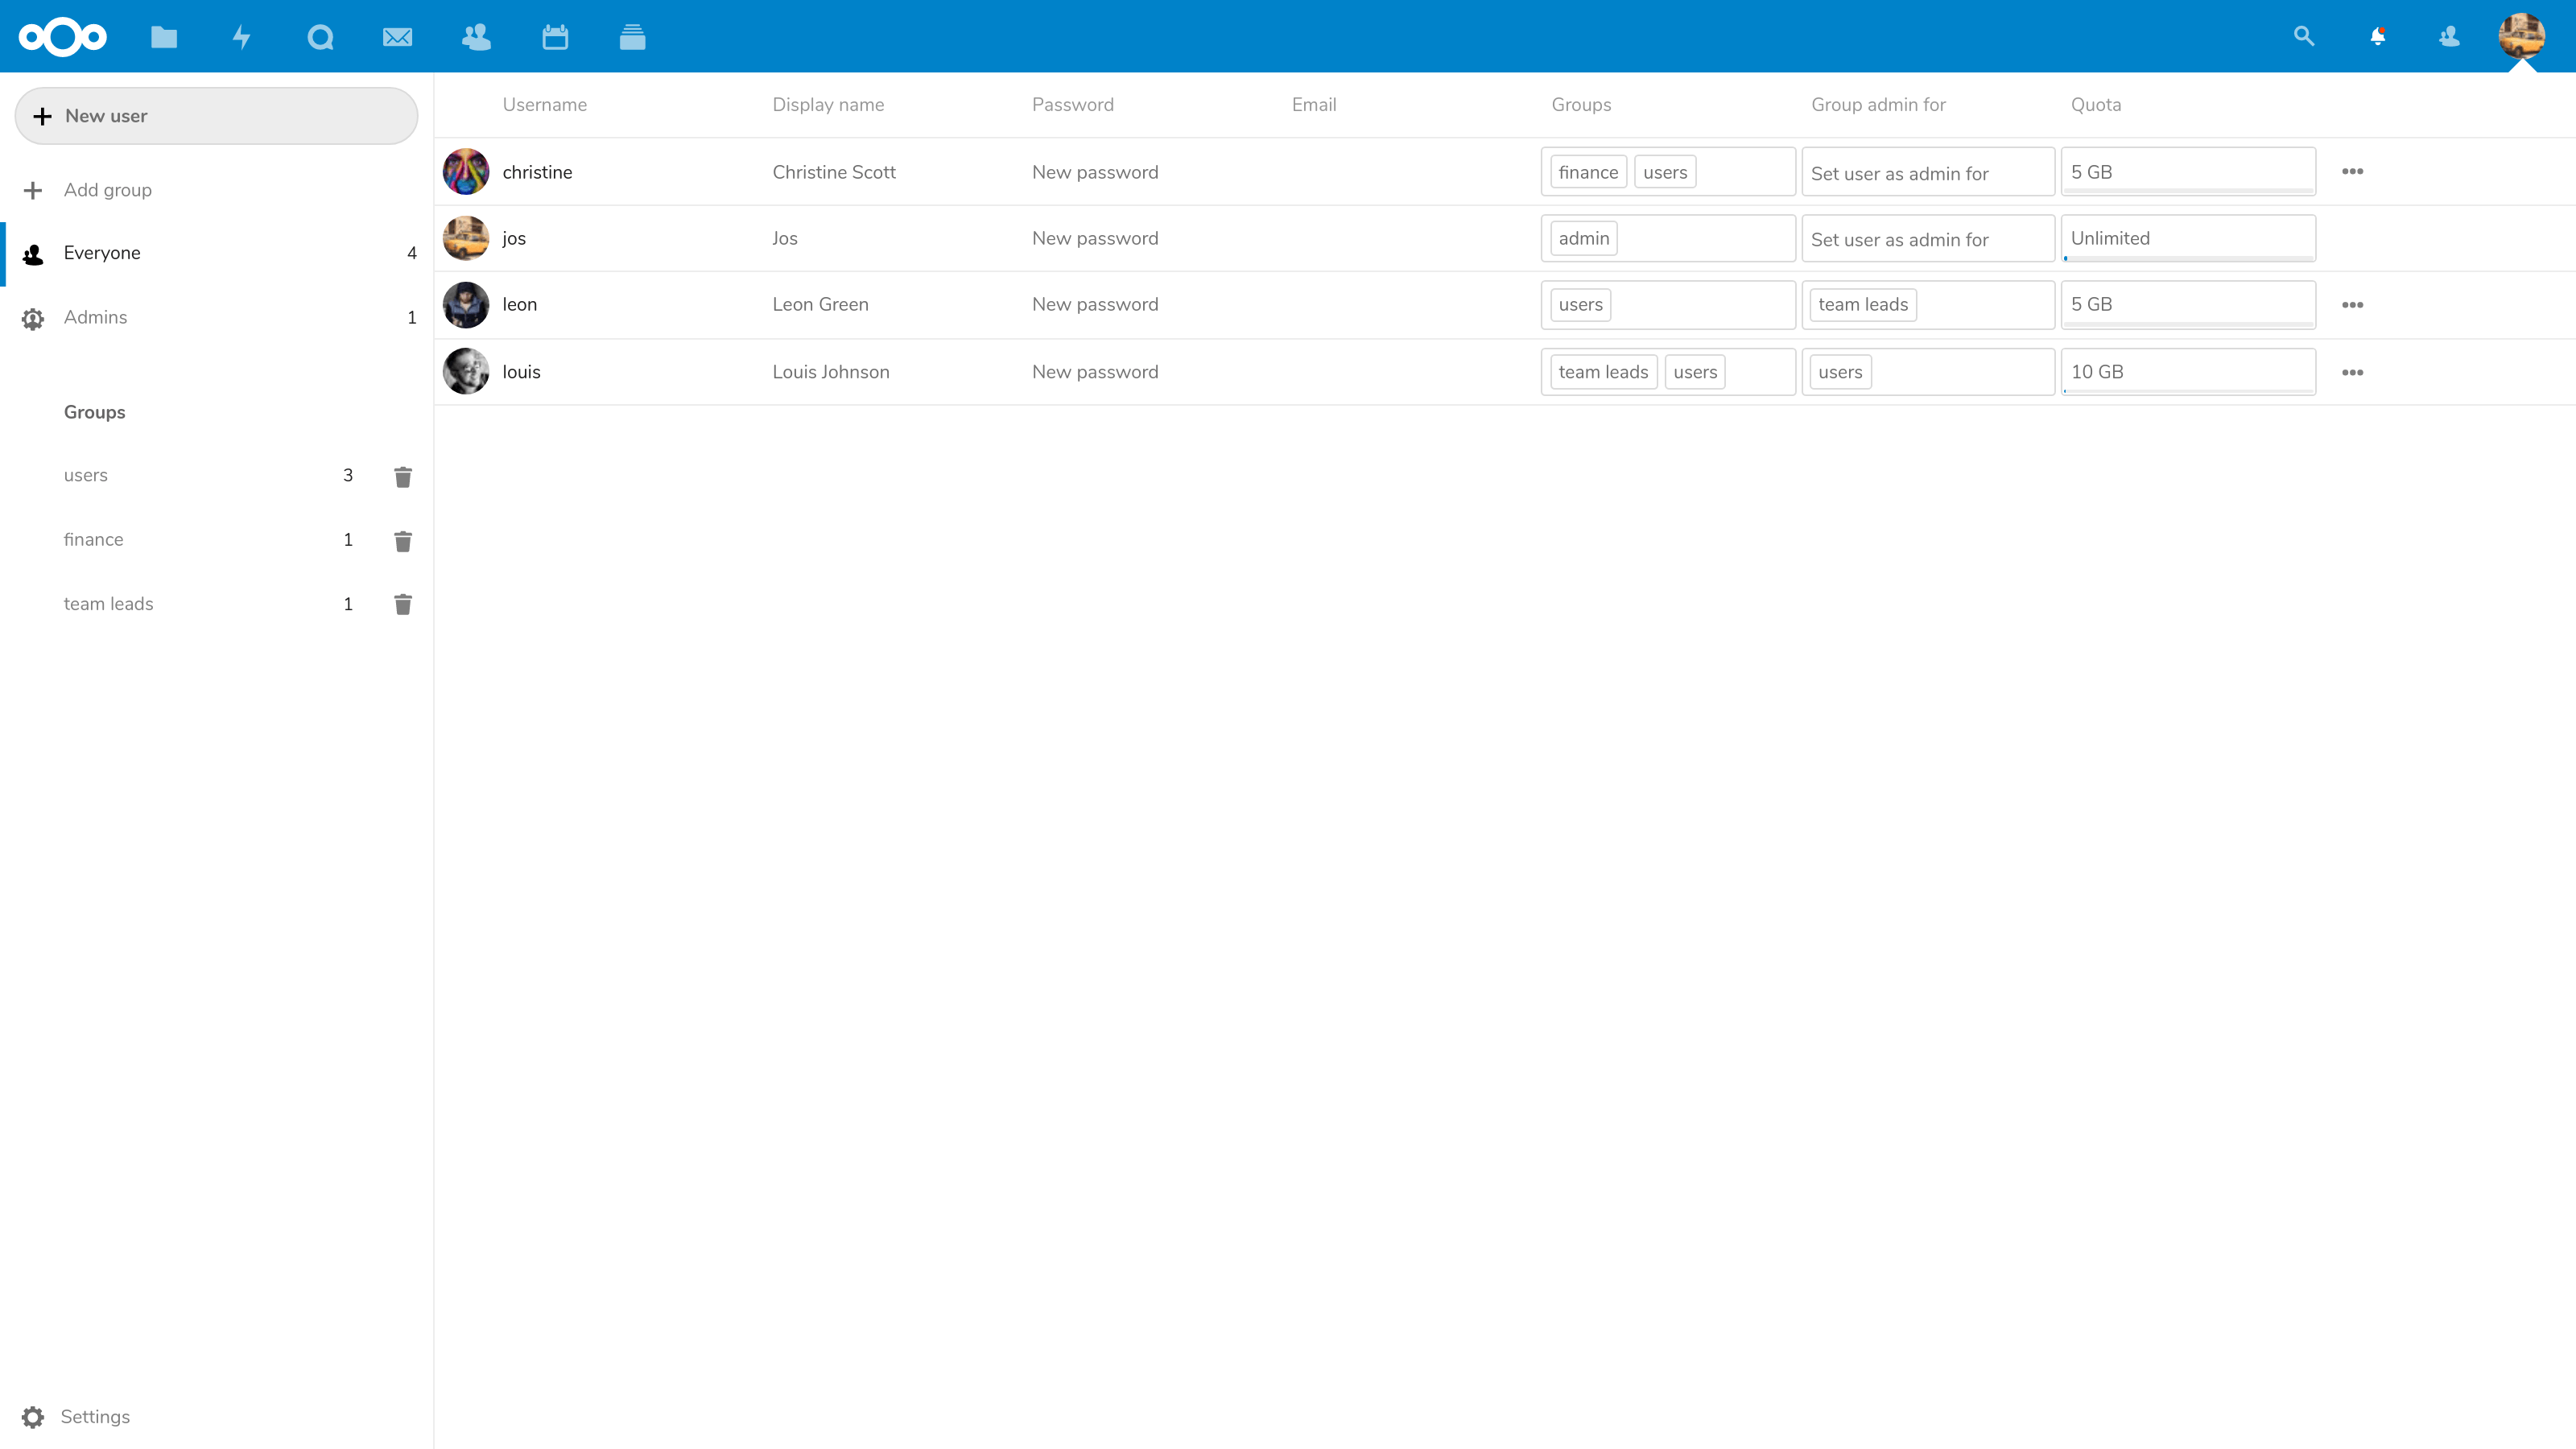 New user
Add group
Everyone 4
Admins 1
Groups
users 3
finance 1
team leads 1
Settings
Username Display name Password Email Groups Group admin for Quota
christine Christine Scott New password finance users Set user as admin for 5 GB
jos Jos New password admin Set user as admin for Unlimited
leon Leon Green New password users team leads 5 GB
louis Louis Johnson New password team leads users users 10 GB